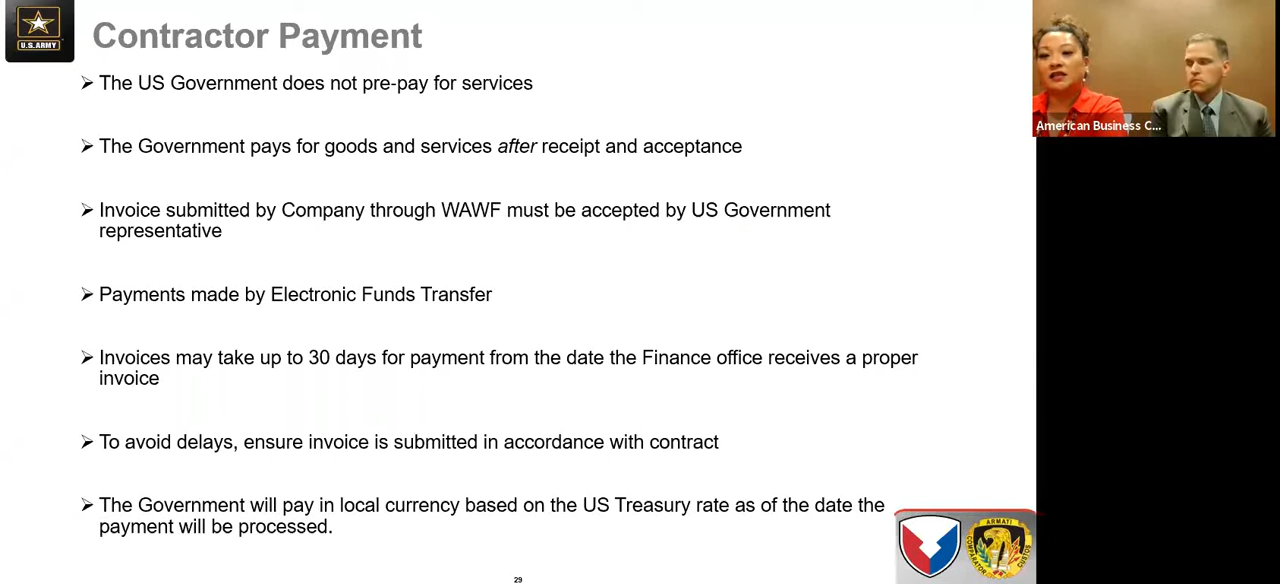 U.S.ARMY
Contractor Payment
➢ The US Government does not pre-pay for services
➢ The Government pays for goods and services after receipt and acceptance
➢ Invoice submitted by Company through WAWF must be accepted by US Government
representative
➢ Payments made by Electronic Funds Transfer
➢ Invoices may take up to 30 days for payment from the date the Finance office receives a proper
invoice
➢ To avoid delays, ensure invoice is submitted in accordance with contract
➢ The Government will pay in local currency based on the US Treasury rate as of the date the
payment will be processed.
29
American Business C...
ARMATI
COMPARATOR
CUSTOS